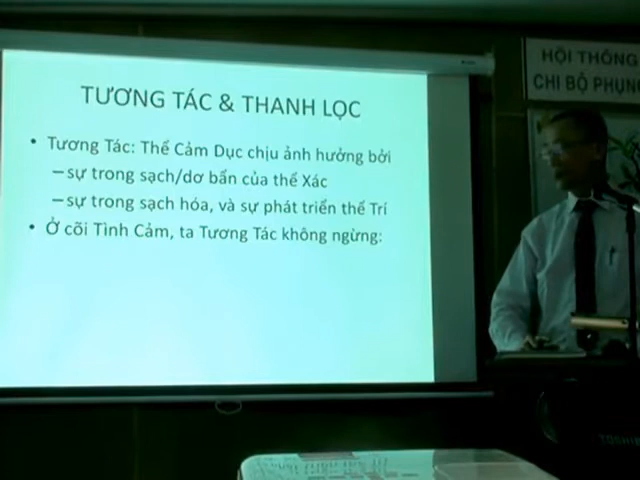 TƯƠNG TÁC & THANH LỌC
• Tương Tác: Thể Cảm Dục chịu ảnh hưởng bởi
– sự trong sạch/dơ bẩn của thể Xác
– sự trong sạch hóa, và sự phát triển thể Trí
• Ở cõi Tình Cảm, ta Tương Tác không ngừng:
HỘI THÔNG
CHI BỘ PHỤNG
TOSHIB